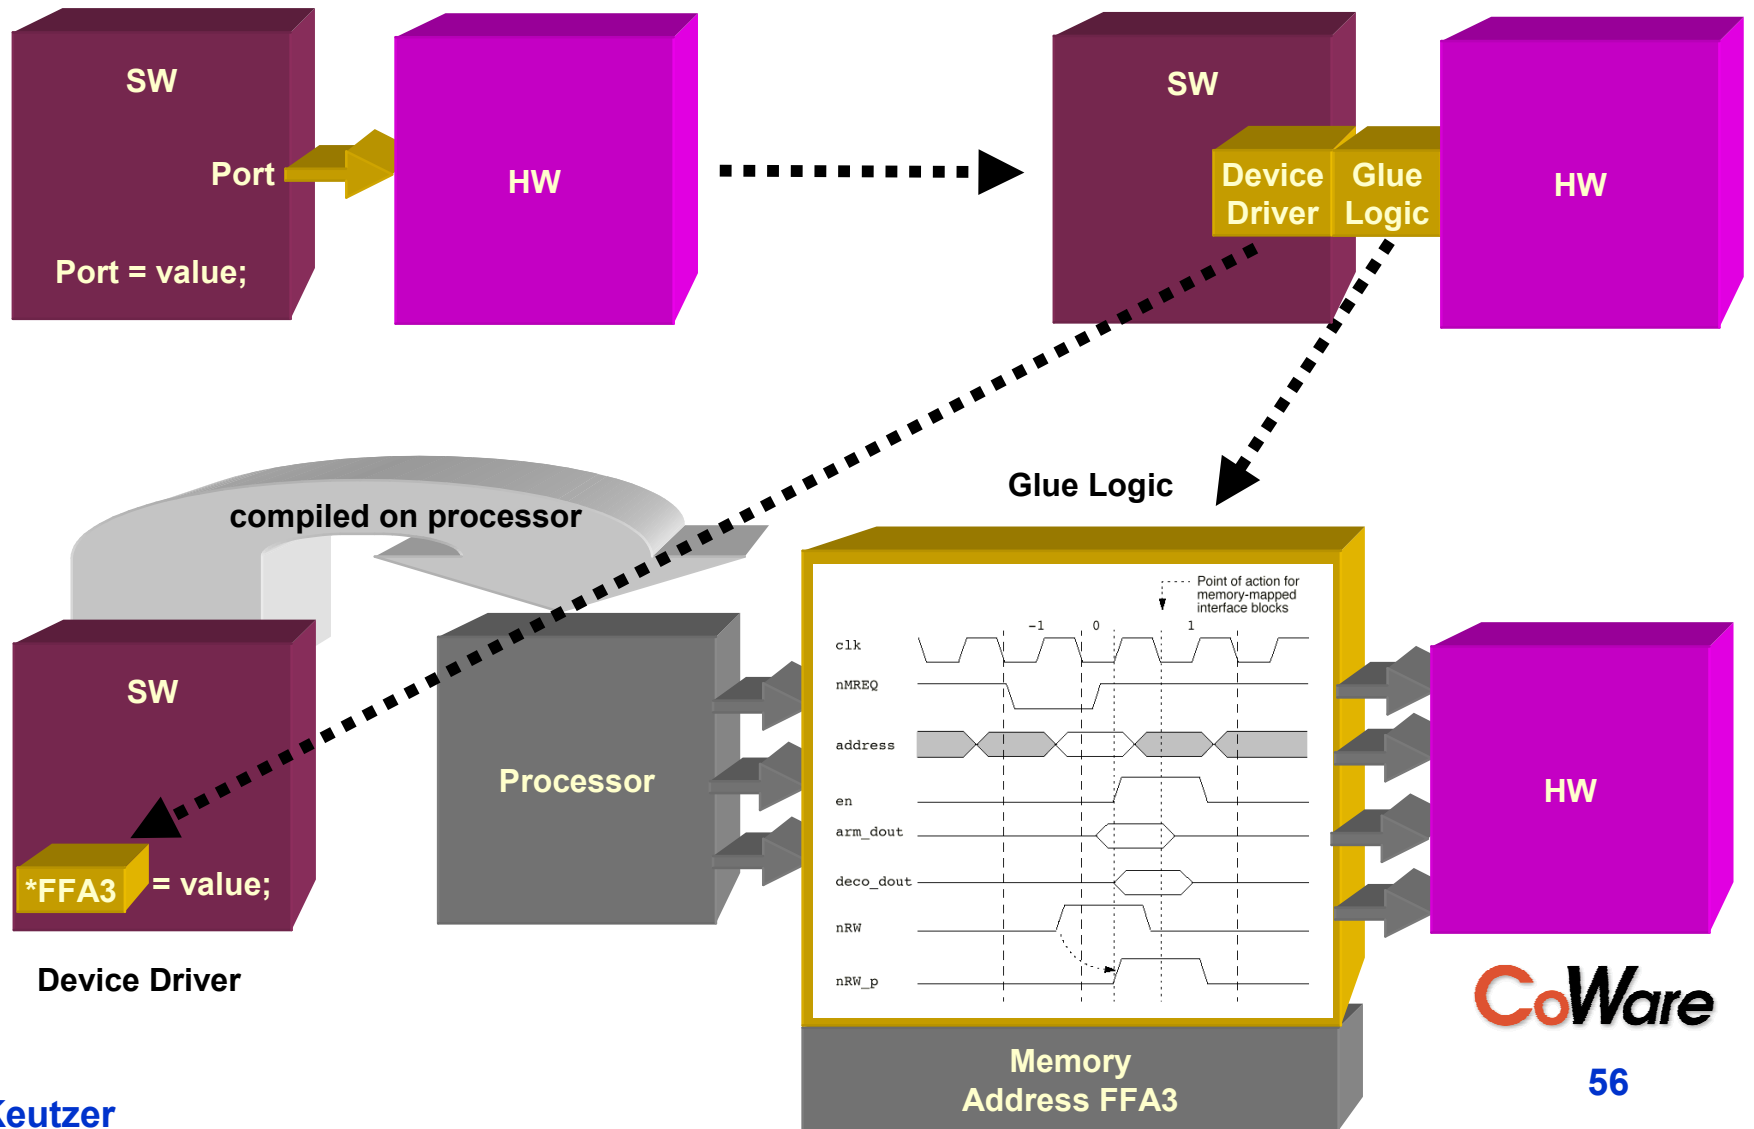 SW
Port
Port = value;
HW
SW
Device
Driver
Glue
Logic
HW
compiled on processor
Glue Logic
SW
*FFA3 = value;
Device Driver
Processor
Point of action for
memory-mapped
interface blocks
-1 0 1
clk
nMREQ
address
en
arm_dout
deco_dout
nRW
nRW_p
Memory
Address FFA3
HW
CoWare
56
Keutzer